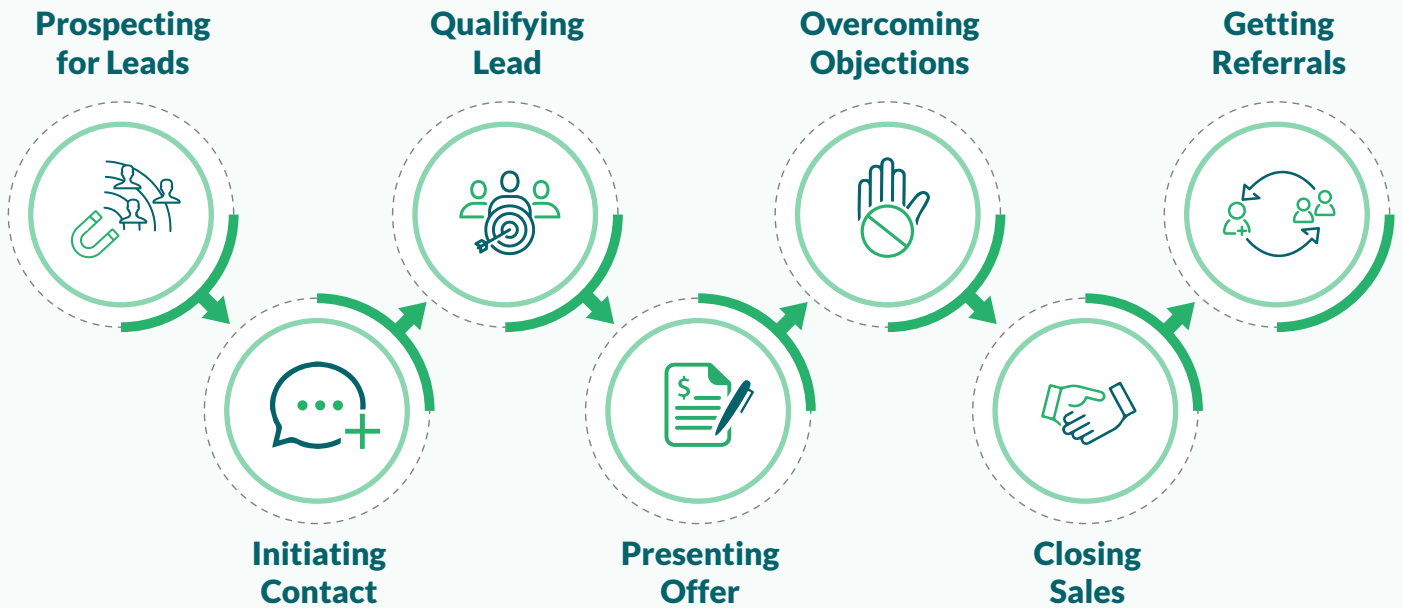 Prospecting
for Leads
Initiating
Contact
Qualifying
Lead
Presenting
Offer
$
Overcoming
Objections
Closing
Sales
Getting
Referrals